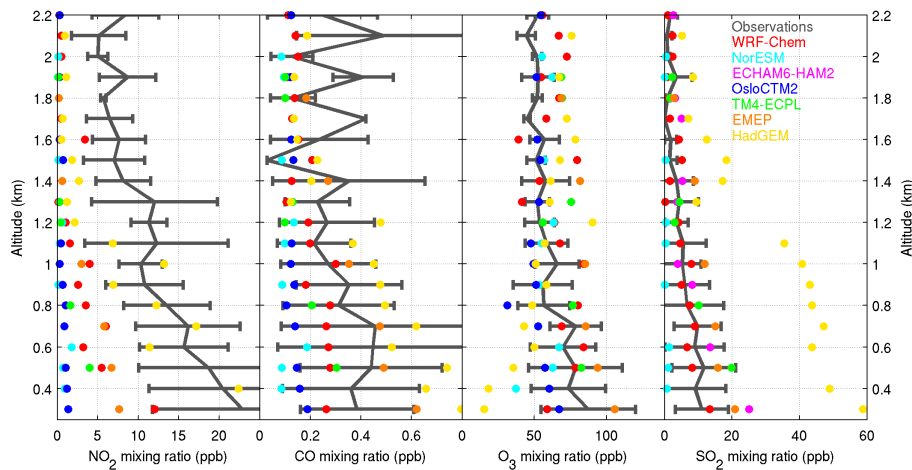 2.2
2
1.8
1.6
1.4
1.2
1
0.8
0.6
0.4
Altitude (km)
0 5 10 15 20
NO2 mixing ratio (ppb)
0 0.2 0.4 0.6
CO mixing ratio (ppb)
0 50 100
O3 mixing ratio (ppb)
0 20 40 60
SO2 mixing ratio (ppb)
Observations
WRF-Chem
NorESM
ECHAM6-HAM2
OsloCTM2
TM4-ECPL
EMEP
HadGEM
2.2
2
1.8
1.6
1.4
1.2
1
0.8
0.6
0.4
Altitude (km)